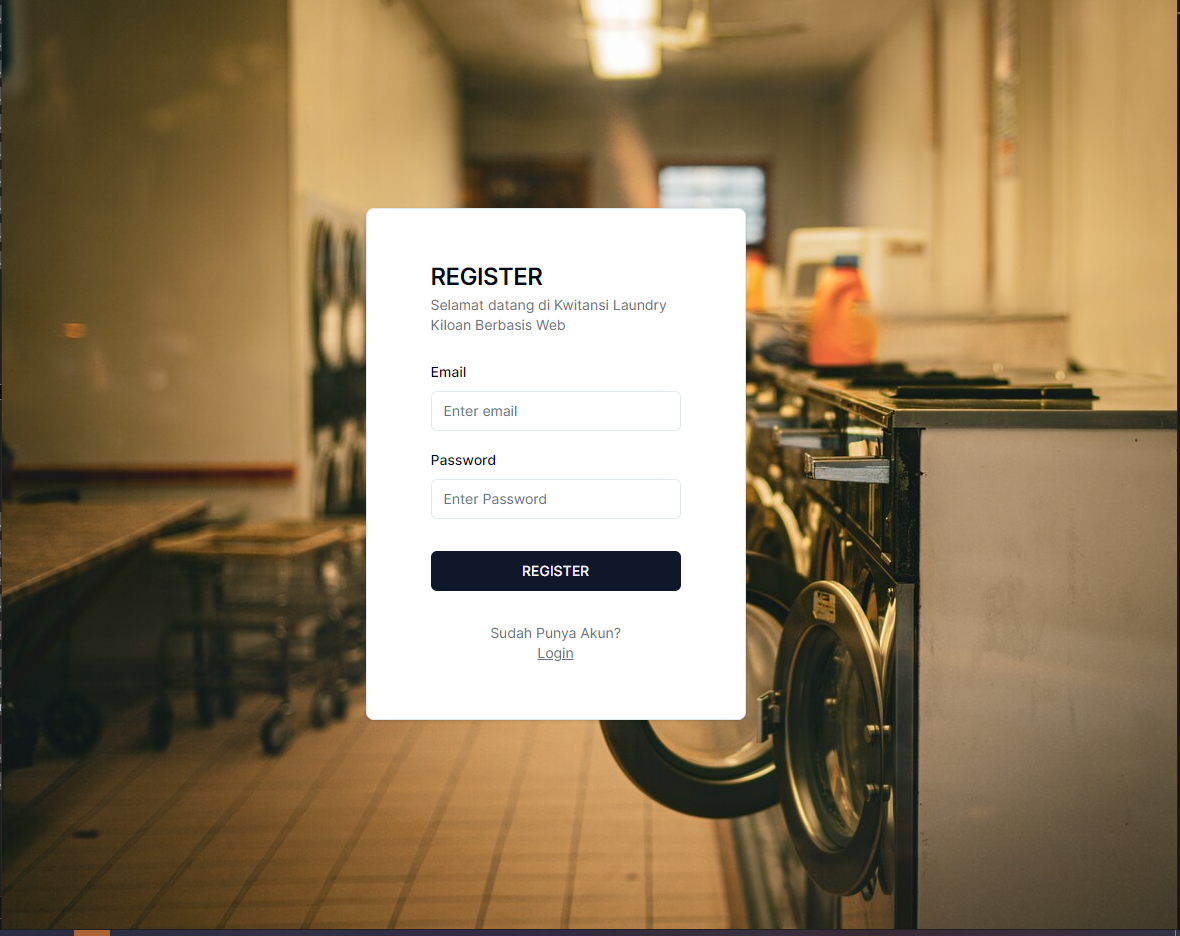 REGISTER
Selamat datang di Kwitansi Laundry
Kiloan Berbasis Web
Email
Enter email
Password
Enter Password
REGISTER
Sudah Punya Akun?
Login